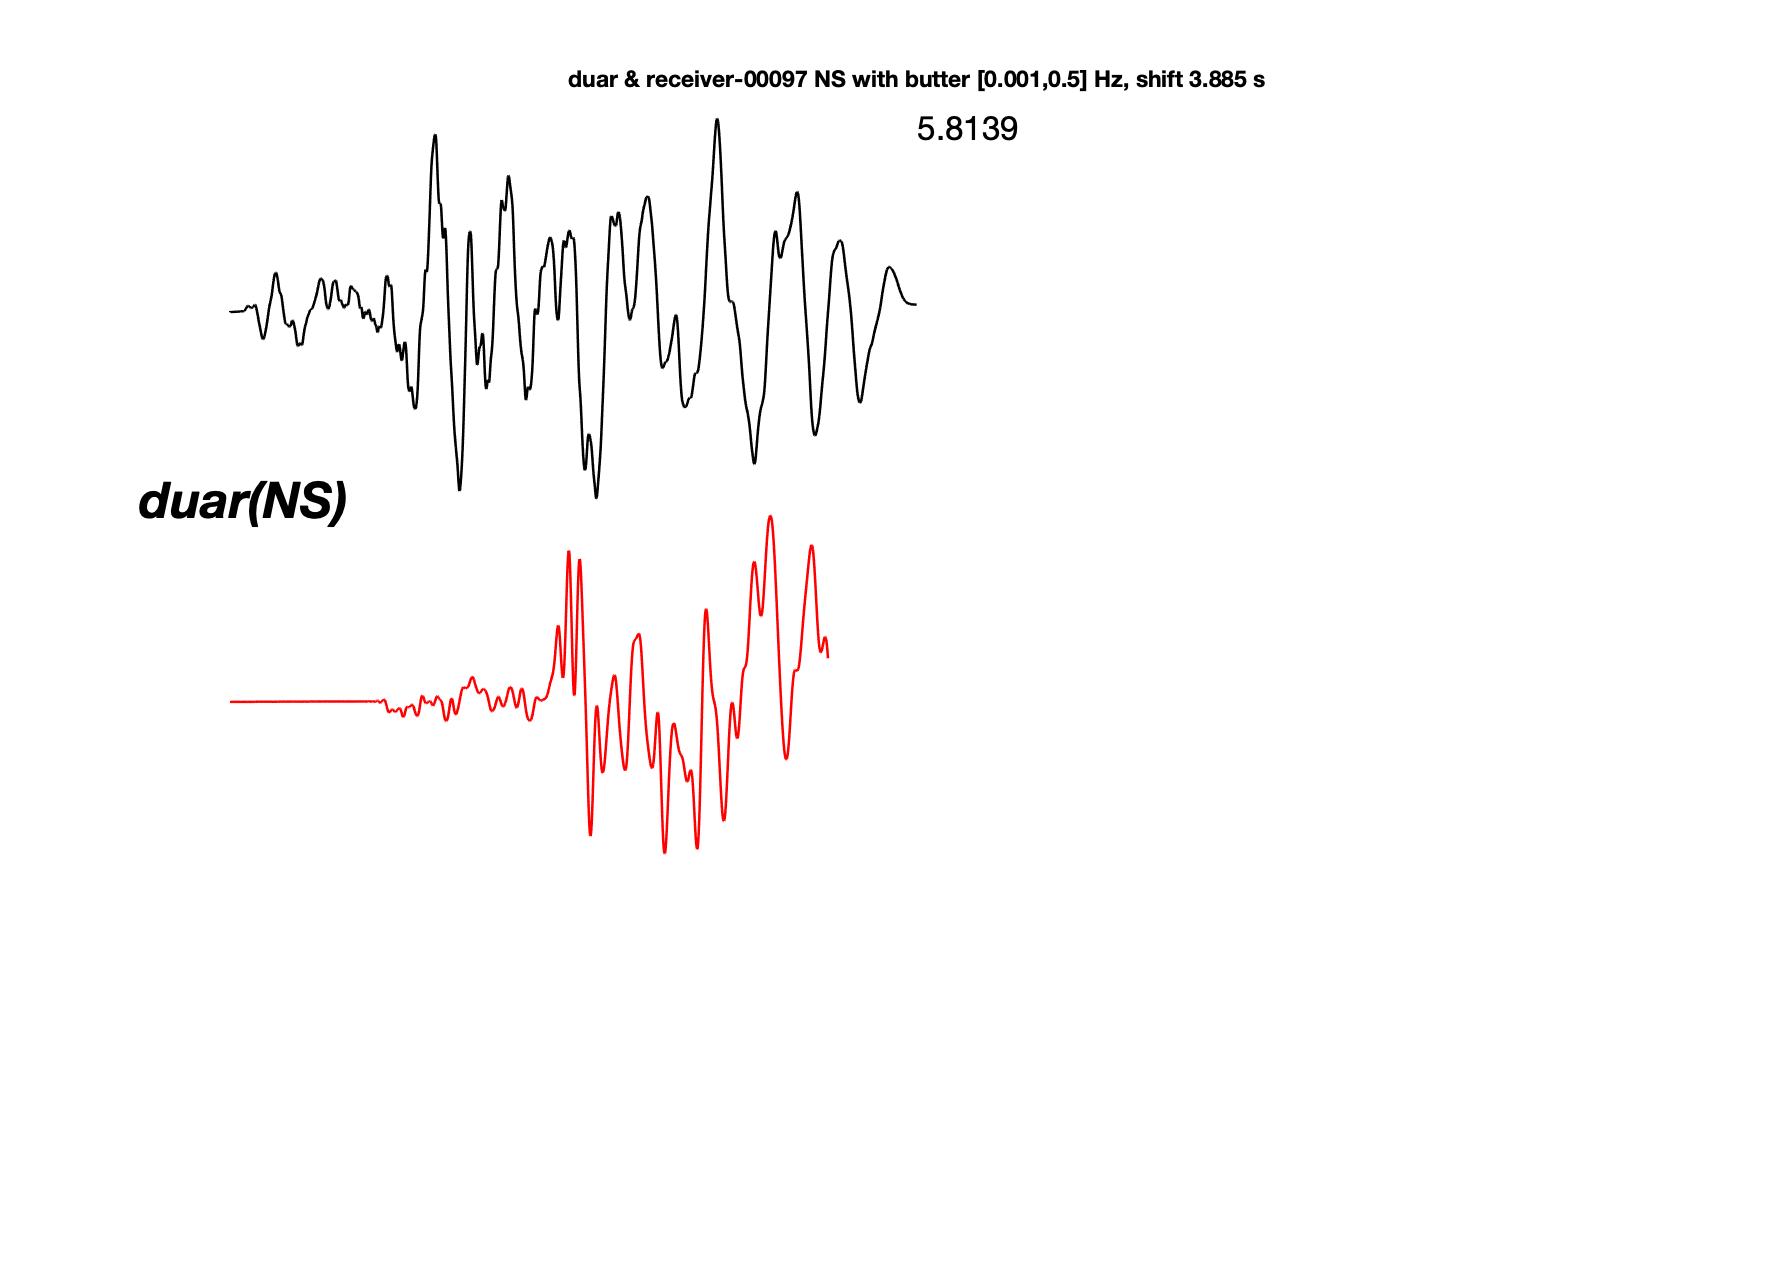 duar & receiver-00097 NS with butter [0.001,0.5] Hz, shift 3.885 s
5.8139
duar(NS)